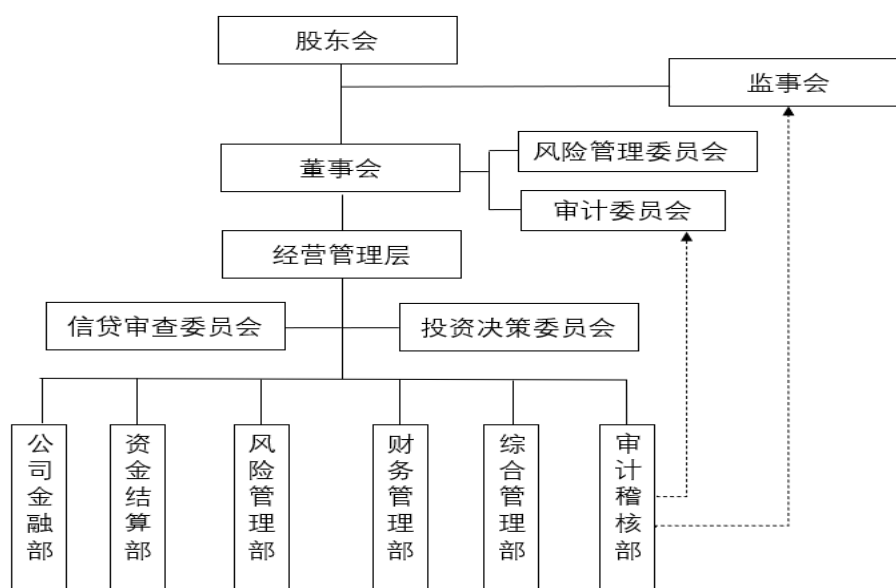 股东会
监事会
董事会
风险管理委员会
审计委员会
经营管理层
信贷审查委员会
投资决策委员会
公司金融部
资金结算部
风险管理部
财务管理部
综合管理部
审计稽核部